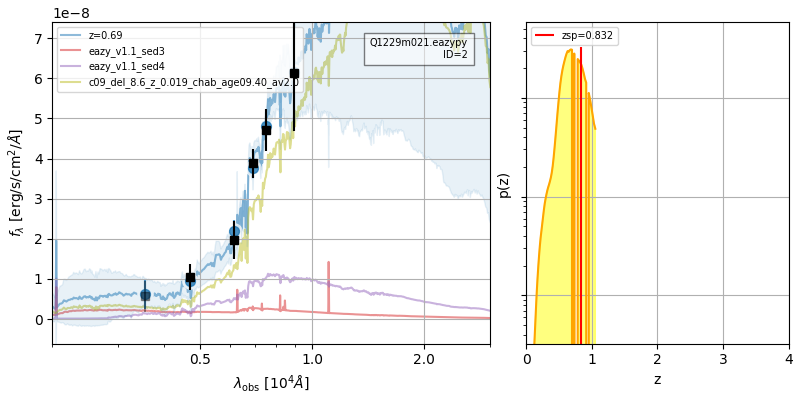 1e−8
z=0.69
eazy_v1.1_sed3
eazy_v1.1_sed4
c09_del_8.6_z_0.019_chab_age09.40_av2.0
Q1229m021.eazypy
ID=2
7
6
5
4
3
2
1
0
fλ [erg/s/cm²/Å]
0.5
1.0
2.0
λobs [10⁴Å]
zsp=0.832
p(z)
0
1
2
3
4
z